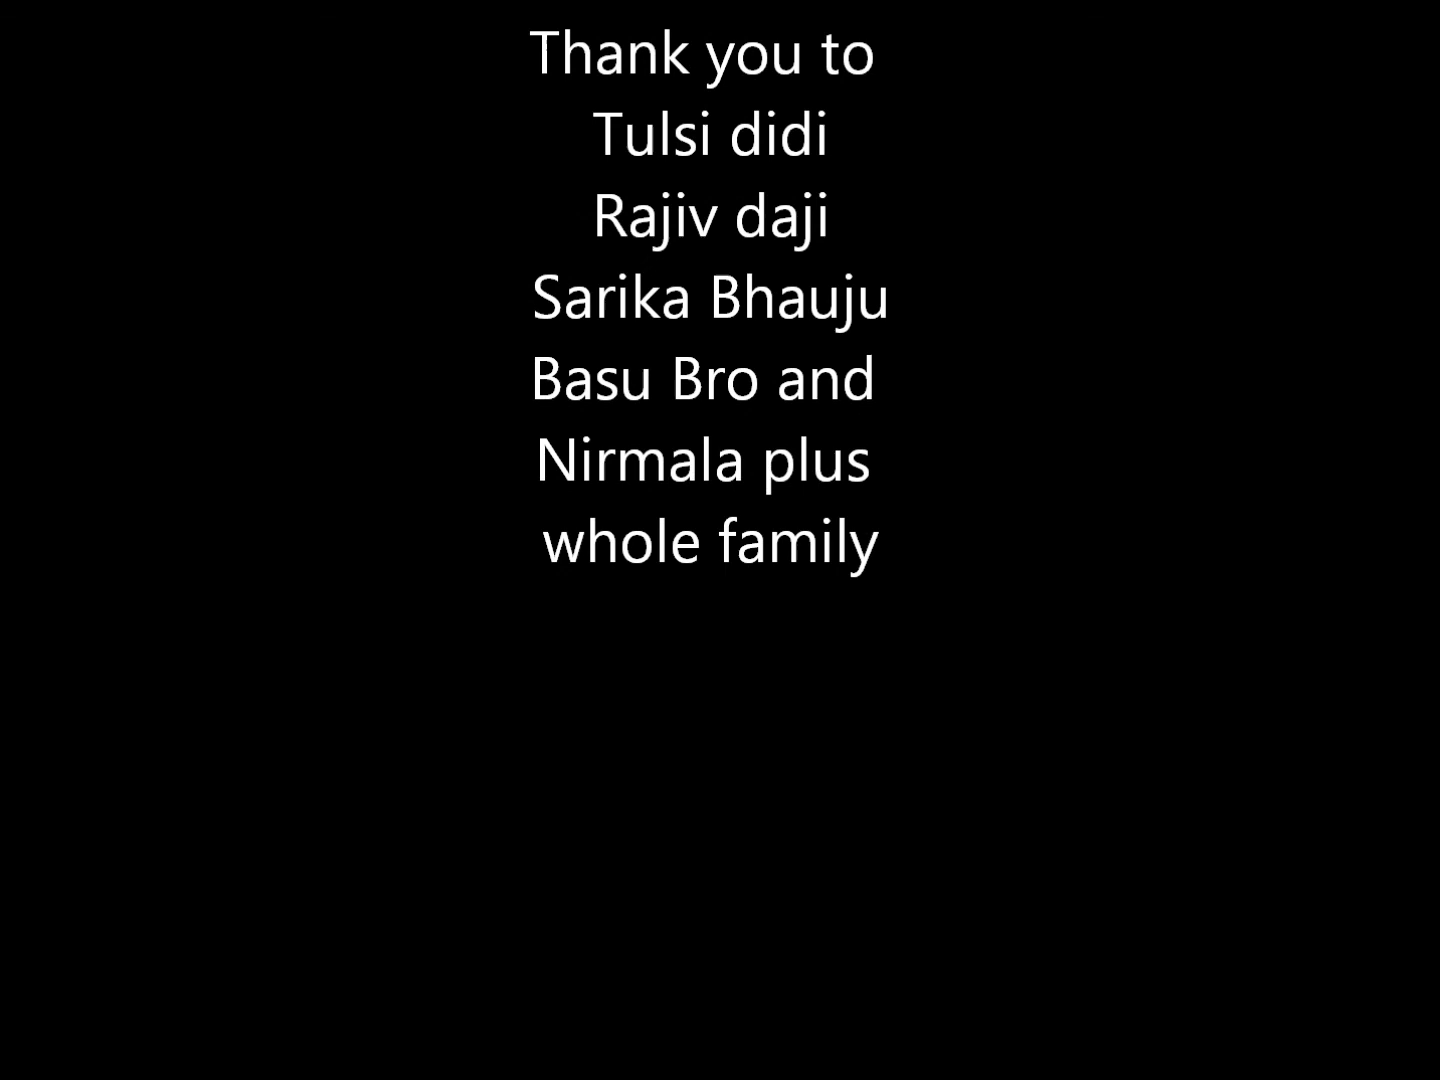 Thank you to
Tulsi didi
Rajiv daji
Sarika Bhauju
Basu Bro and
Nirmala plus
whole family